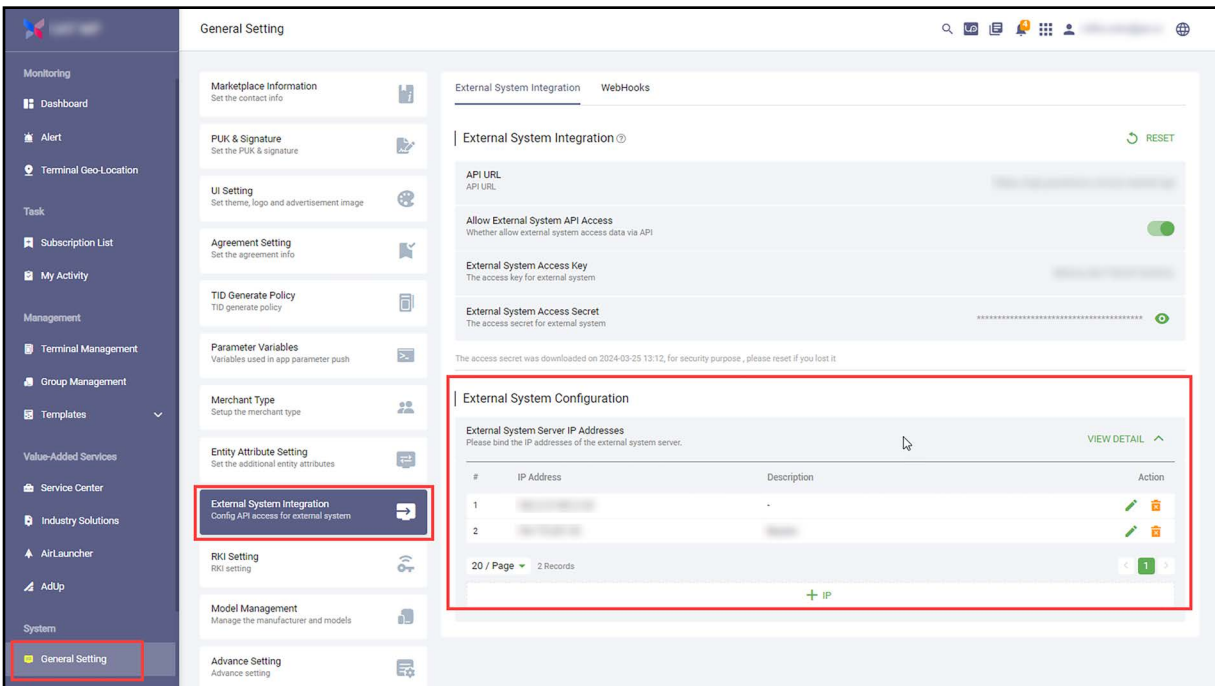 General Setting
4
Monitoring
Dashboard
Alert
Terminal Geo-Location
Task
Subscription List
My Activity
Management
Terminal Management
Group Management
Templates
Value-Added Services
Service Center
Industry Solutions
AirLauncher
AdUp
System
General Setting
Marketplace Information
Set the contact info
PUK & Signature
Set the PUK & signature
UI Setting
Set theme, logo and advertisement image
Agreement Setting
Set the agreement info
TID Generate Policy
TID generate policy
Parameter Variables
Variables used in app parameter push
Merchant Type
Setup the merchant type
Entity Attribute Setting
Set the additional entity attributes
External System Integration
Config API access for external system
RKI Setting
RKI setting
Model Management
Manage the manufacturer and models
Advance Setting
Advance setting
External System Integration WebHooks
External System Integration RESET
API URL
API URL
Allow External System API Access
Whether allow external system access data via API
External System Access Key
The access key for external system
External System Access Secret
The access secret for external system
The access secret was downloaded on 2024-03-25 13:12, for security purpose , please reset if you lost it
External System Configuration
External System Server IP Addresses
Please bind the IP addresses of the external system server.
VIEW DETAIL
# IP Address Description Action
1 -
2
20 / Page 2 Records < 1 >
+ IP